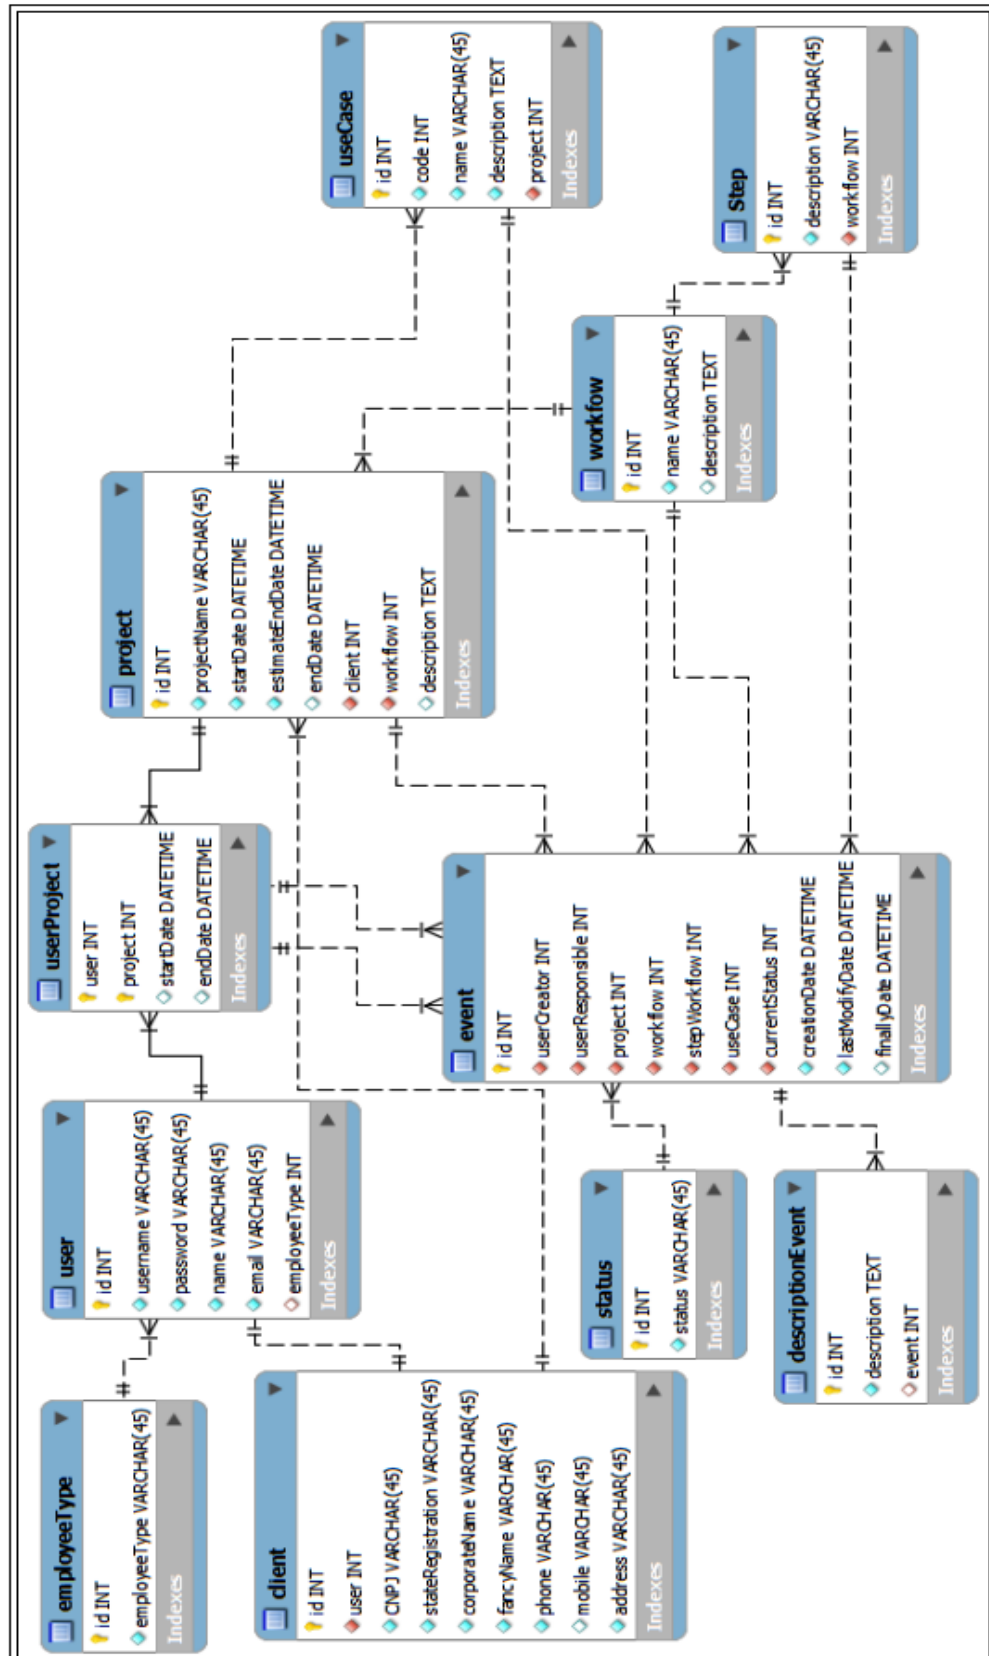 employeeType
id INT
employeeType VARCHAR(45)
Indexes
user
id INT
username VARCHAR(45)
password VARCHAR(45)
name VARCHAR(45)
email VARCHAR(45)
employeeType INT
Indexes
userProject
user INT
project INT
startDate DATETIME
endDate DATETIME
Indexes
project
id INT
projectName VARCHAR(45)
startDate DATETIME
estimateEndDate DATETIME
endDate DATETIME
client INT
workflow INT
description TEXT
Indexes
useCase
id INT
code INT
name VARCHAR(45)
description TEXT
project INT
Indexes
client
id INT
user INT
CNPJ VARCHAR(45)
stateRegistration VARCHAR(45)
corporateName VARCHAR(45)
fancyName VARCHAR(45)
phone VARCHAR(45)
mobile VARCHAR(45)
address VARCHAR(45)
Indexes
event
id INT
userCreator INT
userResponsible INT
project INT
workflow INT
stepWorkflow INT
useCase INT
currentStatus INT
creationDate DATETIME
lastModifyDate DATETIME
finallyDate DATETIME
Indexes
workfow
id INT
name VARCHAR(45)
description TEXT
Indexes
status
id INT
status VARCHAR(45)
Indexes
Step
id INT
description VARCHAR(45)
workflow INT
Indexes
descriptionEvent
id INT
description TEXT
event INT
Indexes